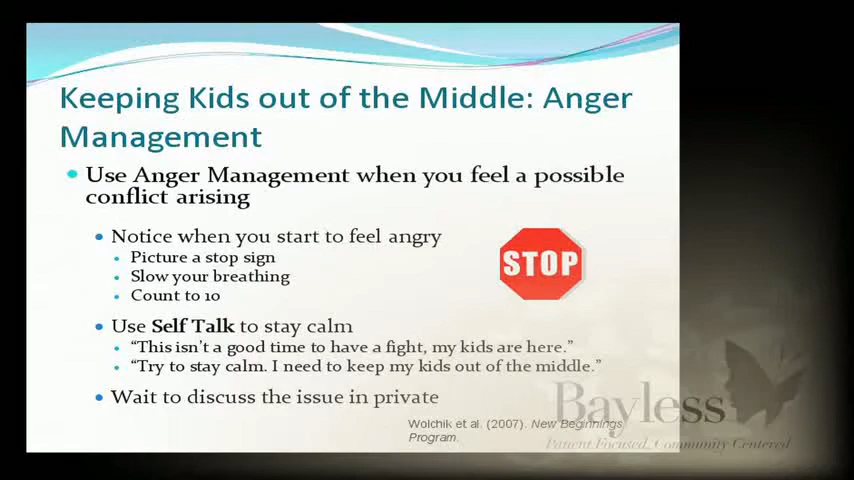 Keeping Kids out of the Middle: Anger
Management
Use Anger Management when you feel a possible
conflict arising
Notice when you start to feel angry
Picture a stop sign
Slow your breathing
Count to 10
STOP
Use Self Talk to stay calm
“This isn't a good time to have a fight, my kids are here.”
“Try to stay calm. I need to keep my kids out of the middle.”
Wait to discuss the issue in private
Bayless
Wolchik et al. (2007). New Beginnings
Program.
Patient Focused, Community Centered